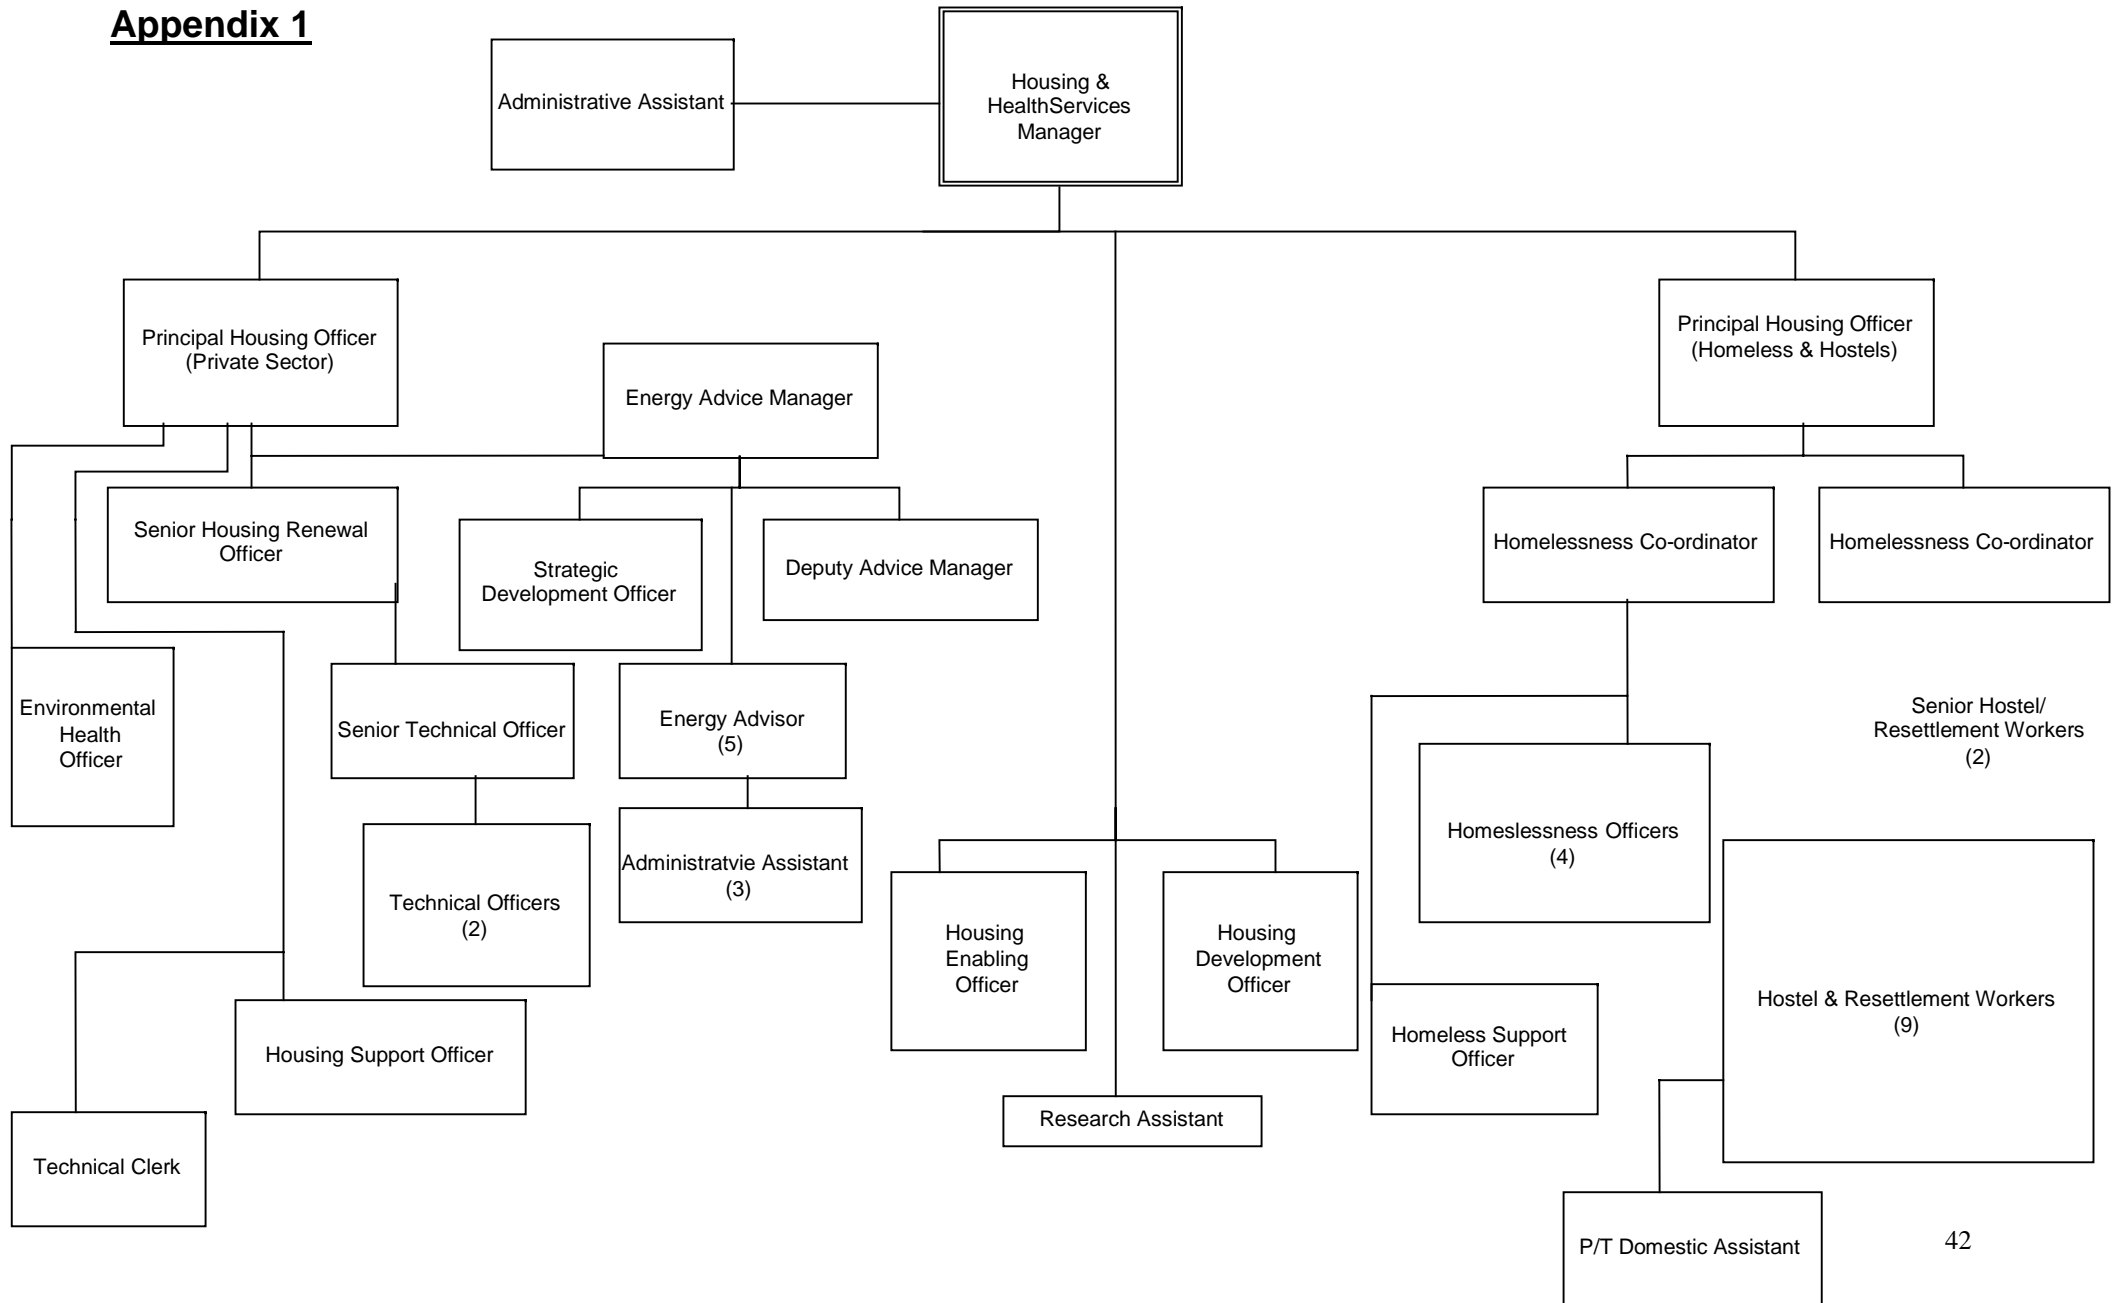 Appendix 1
Administrative Assistant
Housing &
HealthServices
Manager
Principal Housing Officer
(Private Sector)
Energy Advice Manager
Principal Housing Officer
(Homeless & Hostels)
Senior Housing Renewal
Officer
Strategic
Development Officer
Deputy Advice Manager
Homelessness Co-ordinator
Homelessness Co-ordinator
Environmental
Health
Officer
Senior Technical Officer
Energy Advisor
(5)
Senior Hostel/
Resettlement Workers
(2)
Technical Officers
(2)
Administratvie Assistant
(3)
Homeslessness Officers
(4)
Housing
Enabling
Officer
Housing
Development
Officer
Hostel & Resettlement Workers
(9)
Housing Support Officer
Homeless Support
Officer
Research Assistant
Technical Clerk
P/T Domestic Assistant
42